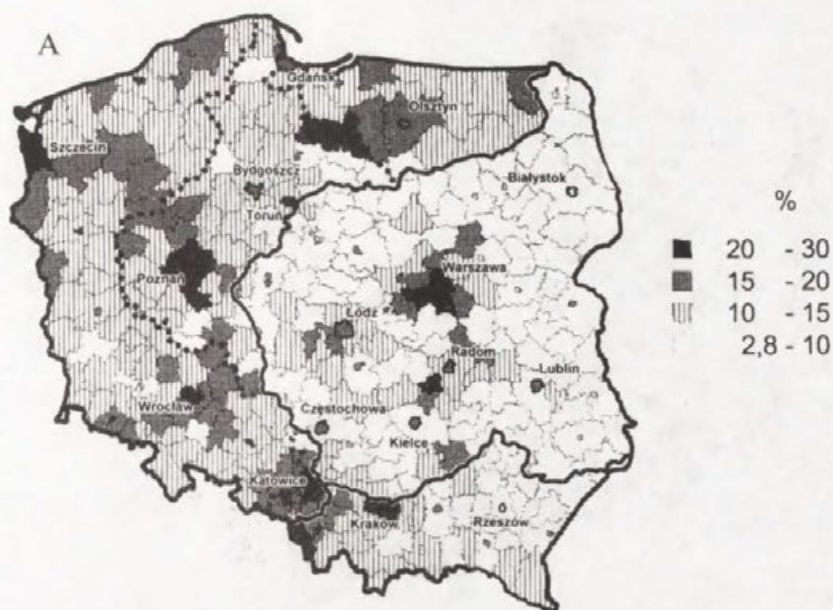 A
Gdańsk
Olsztyn
Szczecin
Bydgoszcz
Białystok
Toruń
%
Poznań
Warszawa
20 - 30
15 - 20
Łódź
10 - 15
Radom
2,8 - 10
Lublin
Wrocław
Częstochowa
Kielce
Katowice
Kraków
Rzeszów